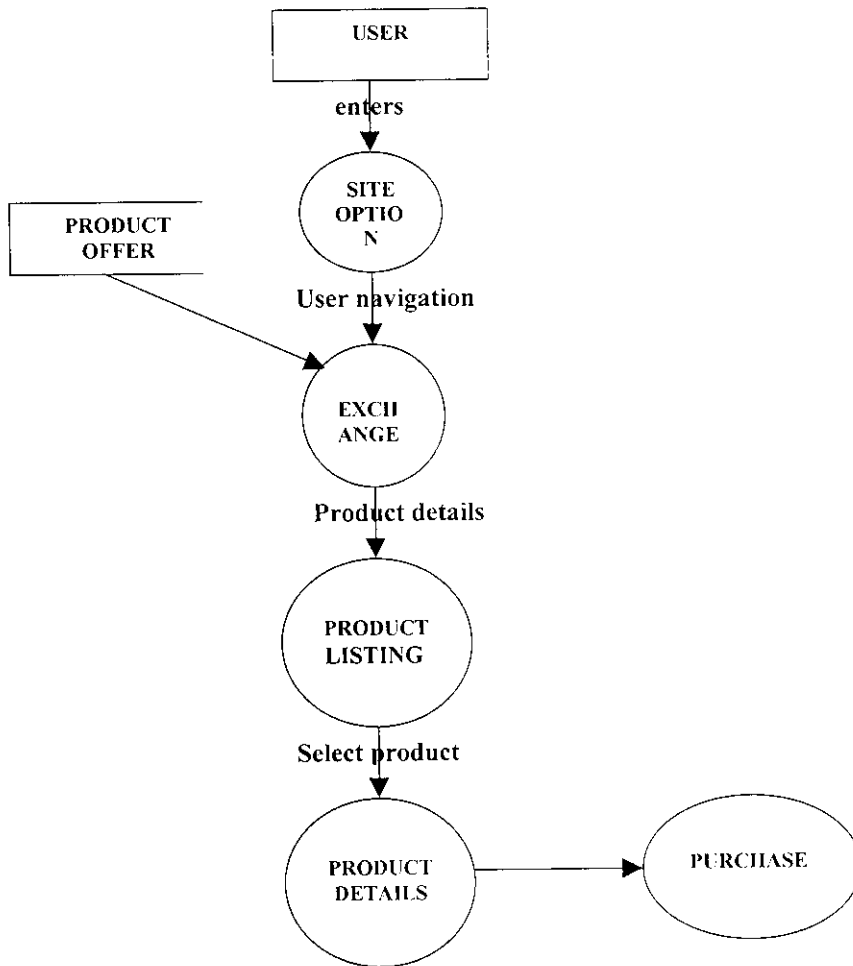 USER
enters
SITE
OPTIO
N
PRODUCT
OFFER
User navigation
EXCH
ANGE
Product details
PRODUCT
LISTING
Select product
PRODUCT
DETAILS
PURCHASE